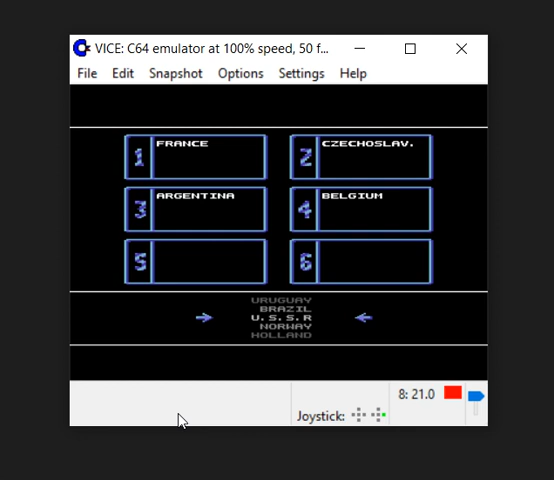 VICE: C64 emulator at 100% speed, 50 f...
File Edit Snapshot Options Settings Help
1 FRANCE 2 CZECHOSLAV.
3 ARGENTINA 4 BELGIUM
5 6
URUGUAY
BRAZIL
U.S.S.R
NORWAY
HOLLAND
8: 21.0
Joystick: